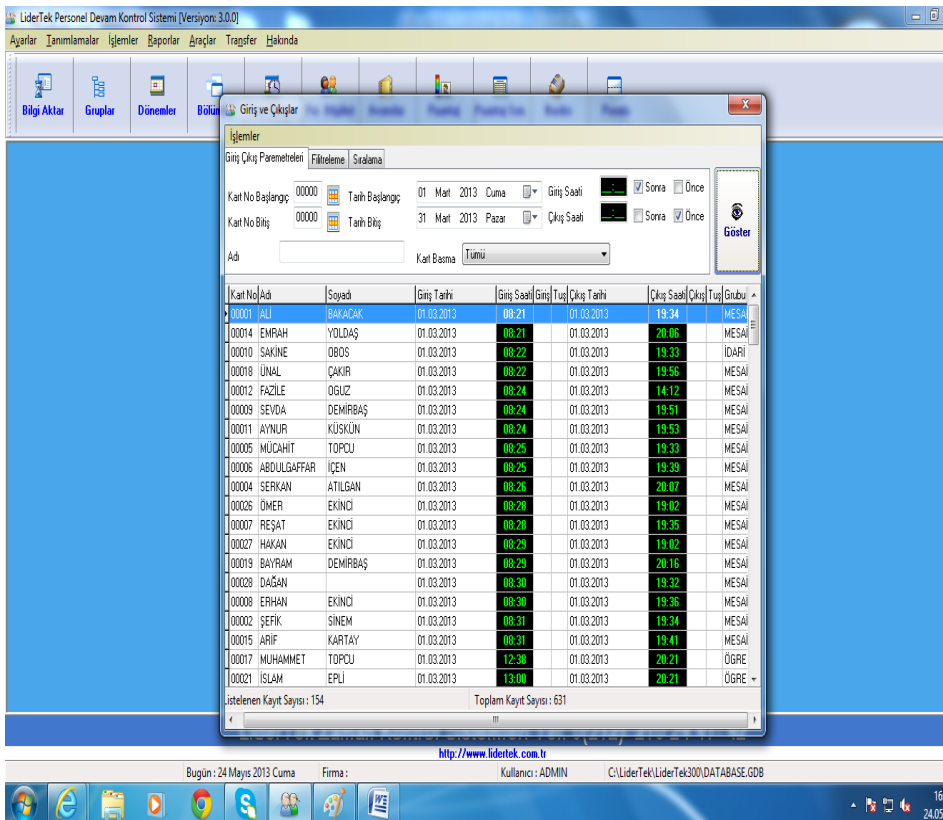 LiderTek Personel Devam Kontrol Sistemi [Versiyon: 3.0.0]
Ayarlar Tanımlamalar İşlemler Raporlar Araçlar Transfer Hakında
Bilgi Aktar Gruplar Dönemler
Giriş ve Çıkışlar
İşlemler
Giriş Çıkış Paremetreleri Filitreleme Sıralama
Kart No Başlangıç 00000 Tarih Başlangıç 01 Mart 2013 Cuma Giriş Saati Sonra Önce
Kart No Bitiş 00000 Tarih Bitiş 31 Mart 2013 Pazar Çıkış Saati Sonra Önce
Göster
Adı Kart Basma Tümü
Kart No Adı Soyadı Giriş Tarihi Giriş Saati Giriş Tuş Çıkış Tarihi Çıkış Saati Çıkış Tuş Grubu
00001 ALİ BAKACAK 01.03.2013 08:21 01.03.2013 19:34 MESAİ
00014 EMRAH YOLDAŞ 01.03.2013 08:21 01.03.2013 20:06 MESAİ
00010 SAKİNE OBOS 01.03.2013 08:22 01.03.2013 19:33 İDARİ
00018 ÜNAL ÇAKIR 01.03.2013 08:22 01.03.2013 19:56 MESAİ
00012 FAZİLE OGUZ 01.03.2013 08:24 01.03.2013 14:12 MESAİ
00009 SEVDA DEMİRBAŞ 01.03.2013 08:24 01.03.2013 19:51 MESAİ
00011 AYNUR KÜSKÜN 01.03.2013 08:24 01.03.2013 19:53 MESAİ
00005 MÜCAHİT TOPCU 01.03.2013 08:25 01.03.2013 19:33 MESAİ
00006 ABDULGAFFAR İÇEN 01.03.2013 08:25 01.03.2013 19:39 MESAİ
00004 SERKAN ATILGAN 01.03.2013 08:26 01.03.2013 20:07 MESAİ
00026 ÖMER EKİNCİ 01.03.2013 08:28 01.03.2013 19:02 MESAİ
00007 REŞAT EKİNCİ 01.03.2013 08:28 01.03.2013 19:35 MESAİ
00027 HAKAN EKİNCİ 01.03.2013 08:29 01.03.2013 19:02 MESAİ
00019 BAYRAM DEMİRBAŞ 01.03.2013 08:29 01.03.2013 20:16 MESAİ
00028 DAĞAN 01.03.2013 08:30 01.03.2013 19:32 MESAİ
00008 ERHAN EKİNCİ 01.03.2013 08:30 01.03.2013 19:36 MESAİ
00002 ŞEFİK SİNEM 01.03.2013 08:31 01.03.2013 19:34 MESAİ
00015 ARİF KARTAY 01.03.2013 08:31 01.03.2013 19:41 MESAİ
00017 MUHAMMET TOPCU 01.03.2013 12:38 01.03.2013 20:21 ÖGRE
00021 İSLAM EPLİ 01.03.2013 13:00 01.03.2013 20:21 ÖGRE
Listelenen Kayıt Sayısı : 154 Toplam Kayıt Sayısı : 631
http://www.lidertek.com.tr
Bugün : 24 Mayıs 2013 Cuma Firma : Kullanıcı : ADMIN C:\LiderTek\LiderTek300\DATABASE.GDB